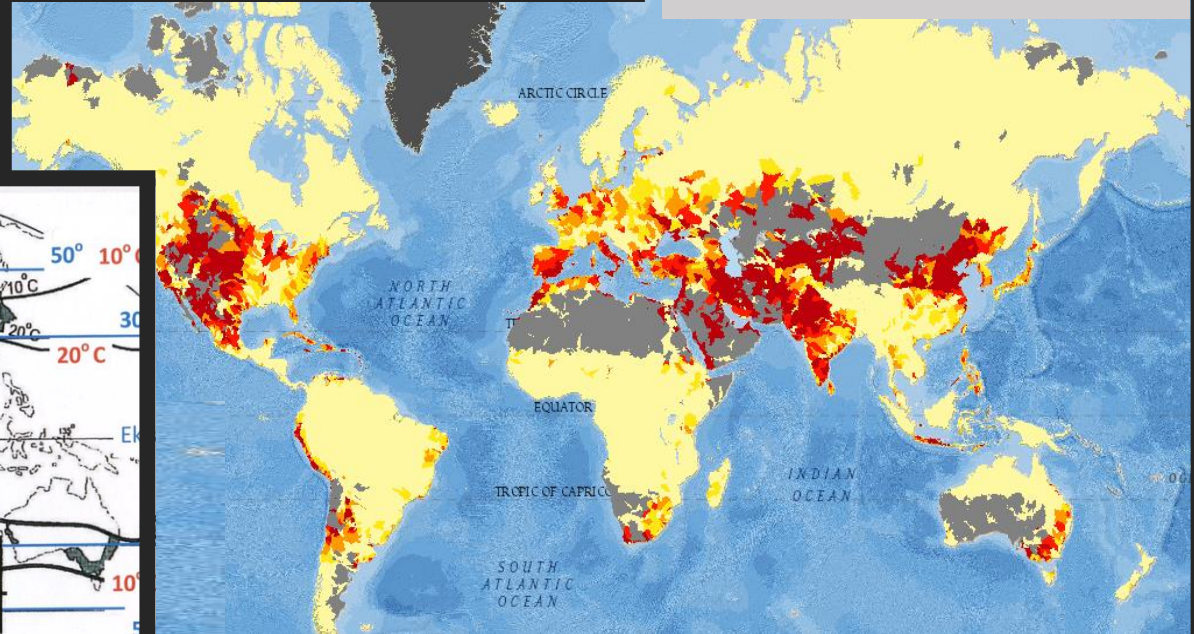 ARCTIC CIRCLE
NORTH
ATLANTIC
OCEAN
EQUATOR
INDIAN
OCEAN
TROPIC OF CAPRIC
SOUTH
ATLANTIC
OCEAN
50°
10°
10°C
20°C
30
20° C
10°